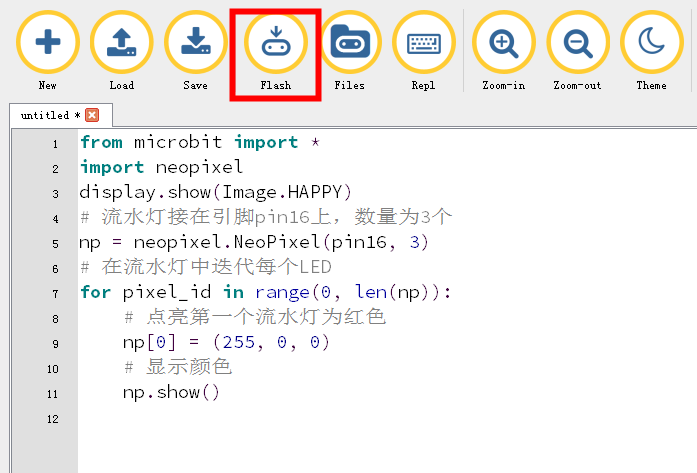 New Load Save Flash Files Repl Zoom-in Zoom-out Theme
untitled *
1 from microbit import *
2 import neopixel
3 display.show(Image.HAPPY)
4 # 流水灯接在引脚pin16上，数量为3个
5 np = neopixel.NeoPixel(pin16, 3)
6 # 在流水灯中迭代每个LED
7 for pixel_id in range(0, len(np)):
8     # 点亮第一个流水灯为红色
9     np[0] = (255, 0, 0)
10     # 显示颜色
11     np.show()
12